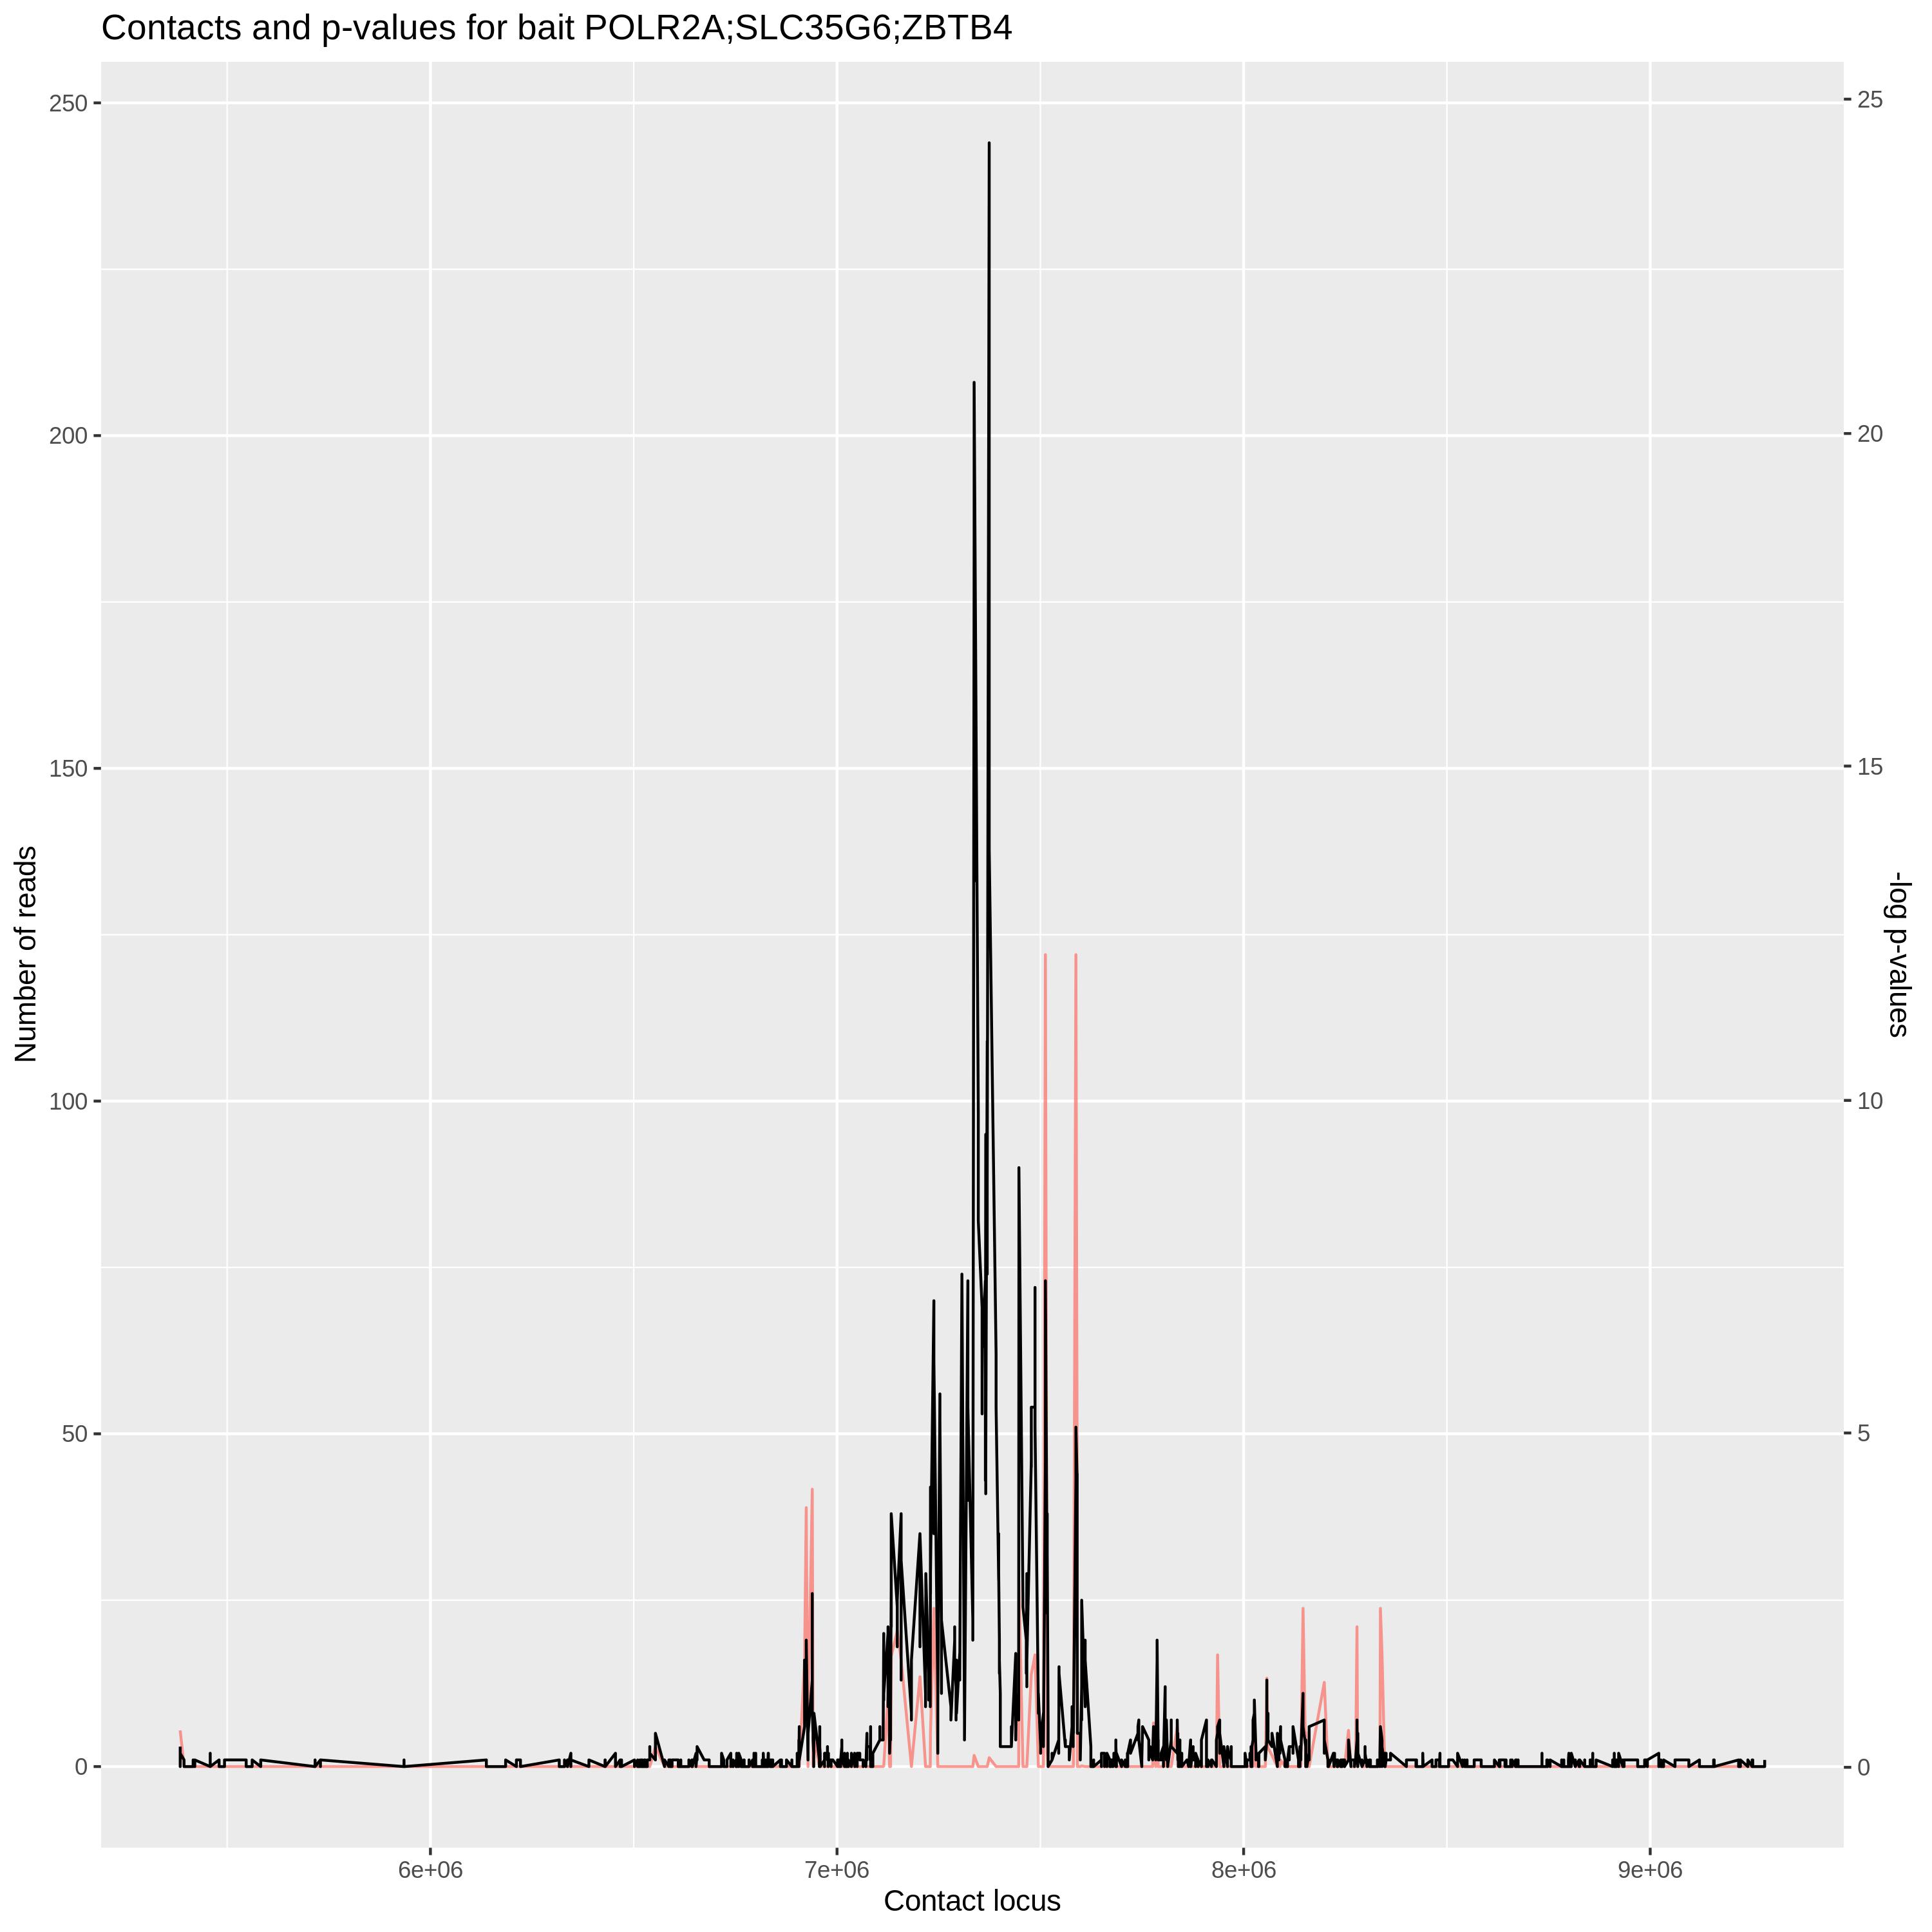 Contacts and p-values for bait POLR2A;SLC35G6;ZBTB4
Number of reads
250
200
150
100
50
0
25
20
15
10
5
0
-log p-values
6e+06 7e+06 8e+06 9e+06
Contact locus